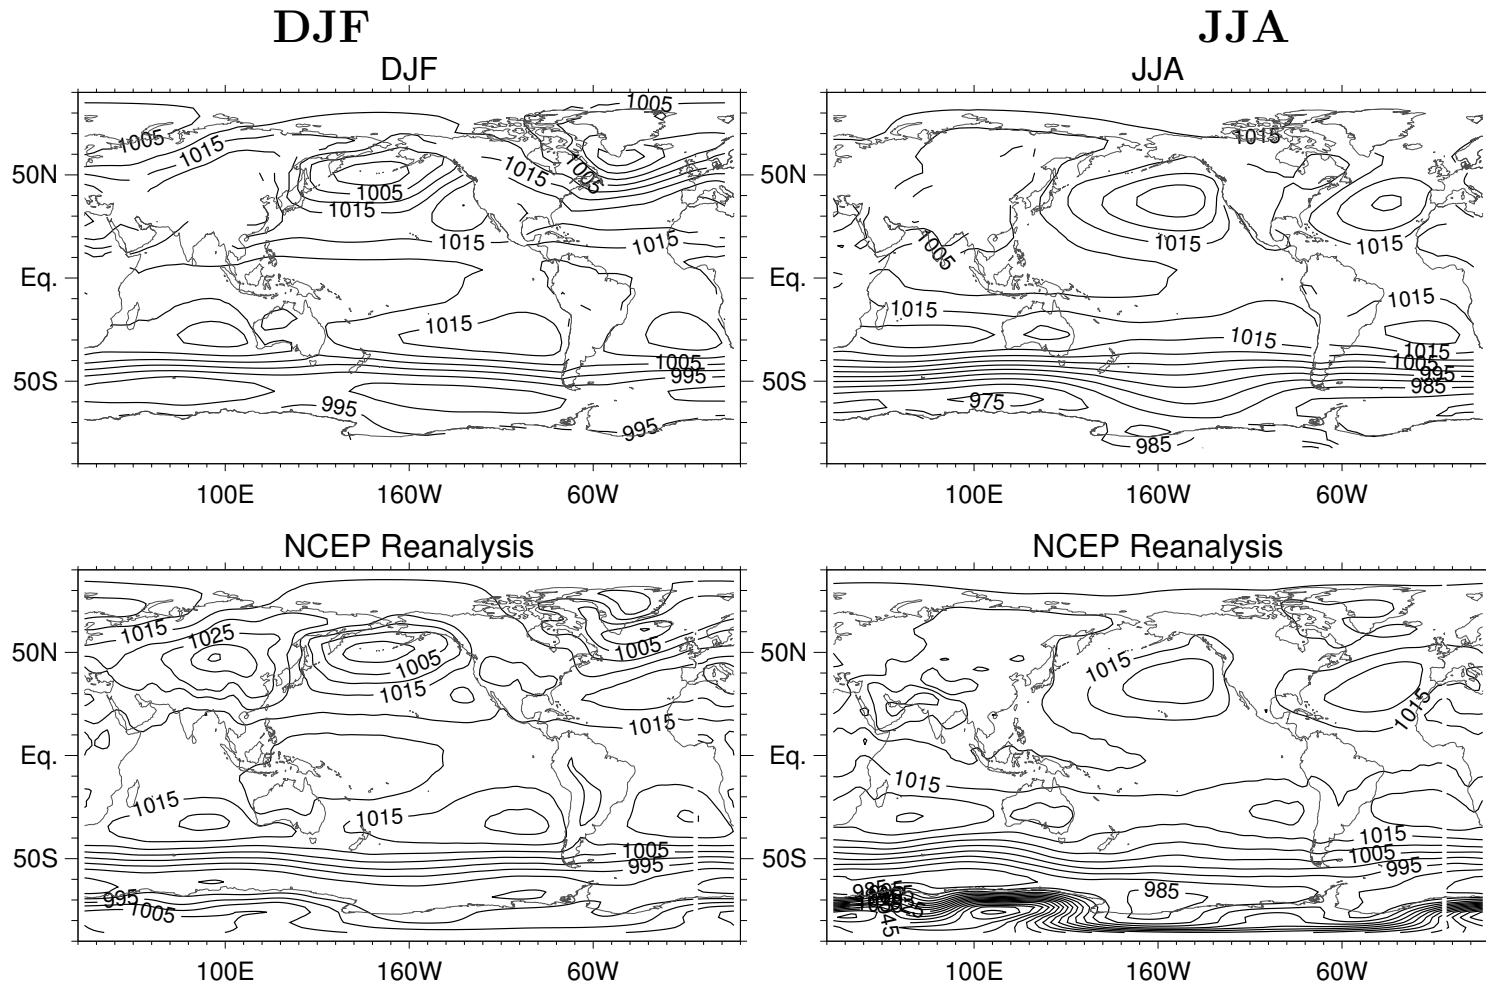 DJF JJA
DJF JJA
1005 1005 1015
1005 1015 1015 1005
50N 1005 50N
1015
1015 1015 1005 1015 1015
Eq. Eq.
1015 1015 1015
1015
1005 1015
995 1005
50S 50S 995
985
995 975
995 985
100E 160W 60W 100E 160W 60W
NCEP Reanalysis NCEP Reanalysis
1015 1025 1005
50N 1005 50N 1015
1015
1015 1015
Eq. Eq.
1015 1015 1015
1005 1015
50S 995 50S 1005
995
995 985
1005
100E 160W 60W 100E 160W 60W